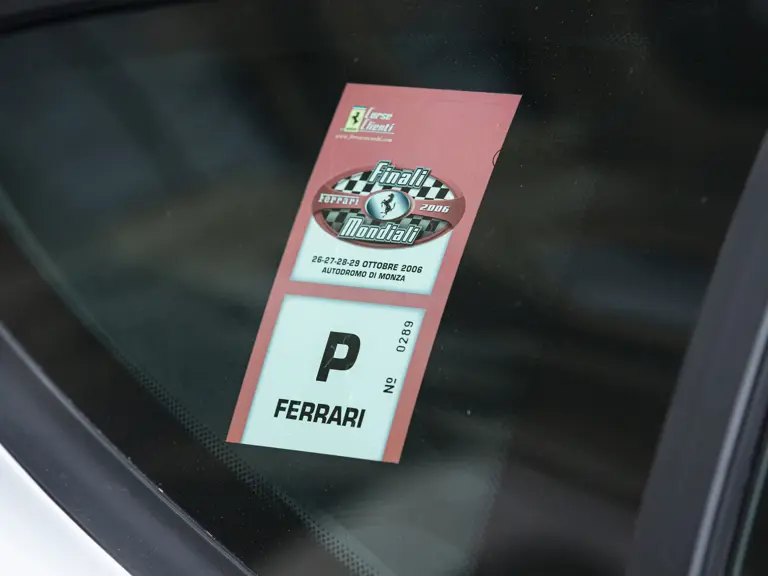 Corse
Clienti
Finali
Ferrari 2006
Mondiali
26-27-28-29 OTTOBRE 2006
AUTODROMO DI MONZA
P
Nº 0289
FERRARI